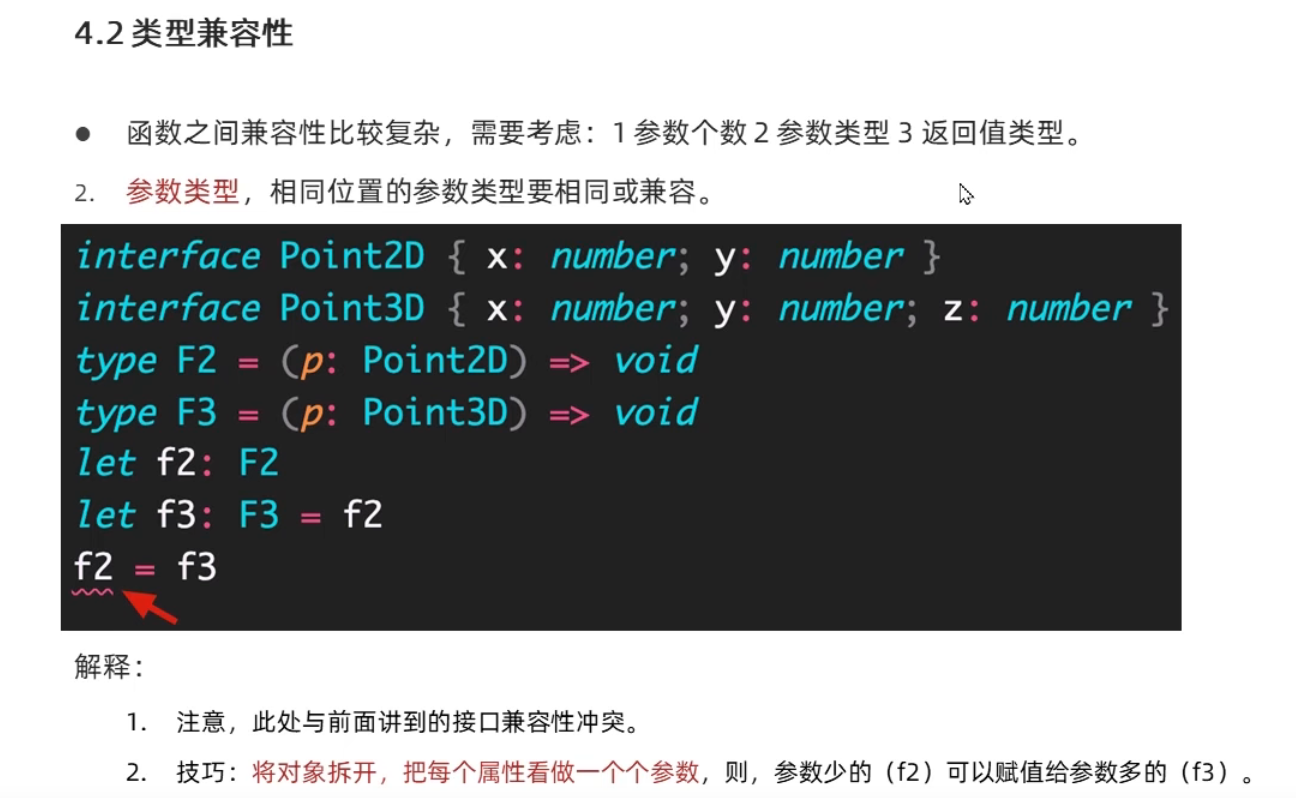 4.2 类型兼容性
● 函数之间兼容性比较复杂，需要考虑：1 参数个数 2 参数类型 3 返回值类型。
2. 参数类型，相同位置的参数类型要相同或兼容。
interface Point2D { x: number; y: number }
interface Point3D { x: number; y: number; z: number }
type F2 = (p: Point2D) => void
type F3 = (p: Point3D) => void
let f2: F2
let f3: F3 = f2
f2 = f3
解释：
1. 注意，此处与前面讲到的接口兼容性冲突。
2. 技巧：将对象拆开，把每个属性看做一个个参数，则，参数少的（f2）可以赋值给参数多的（f3）。